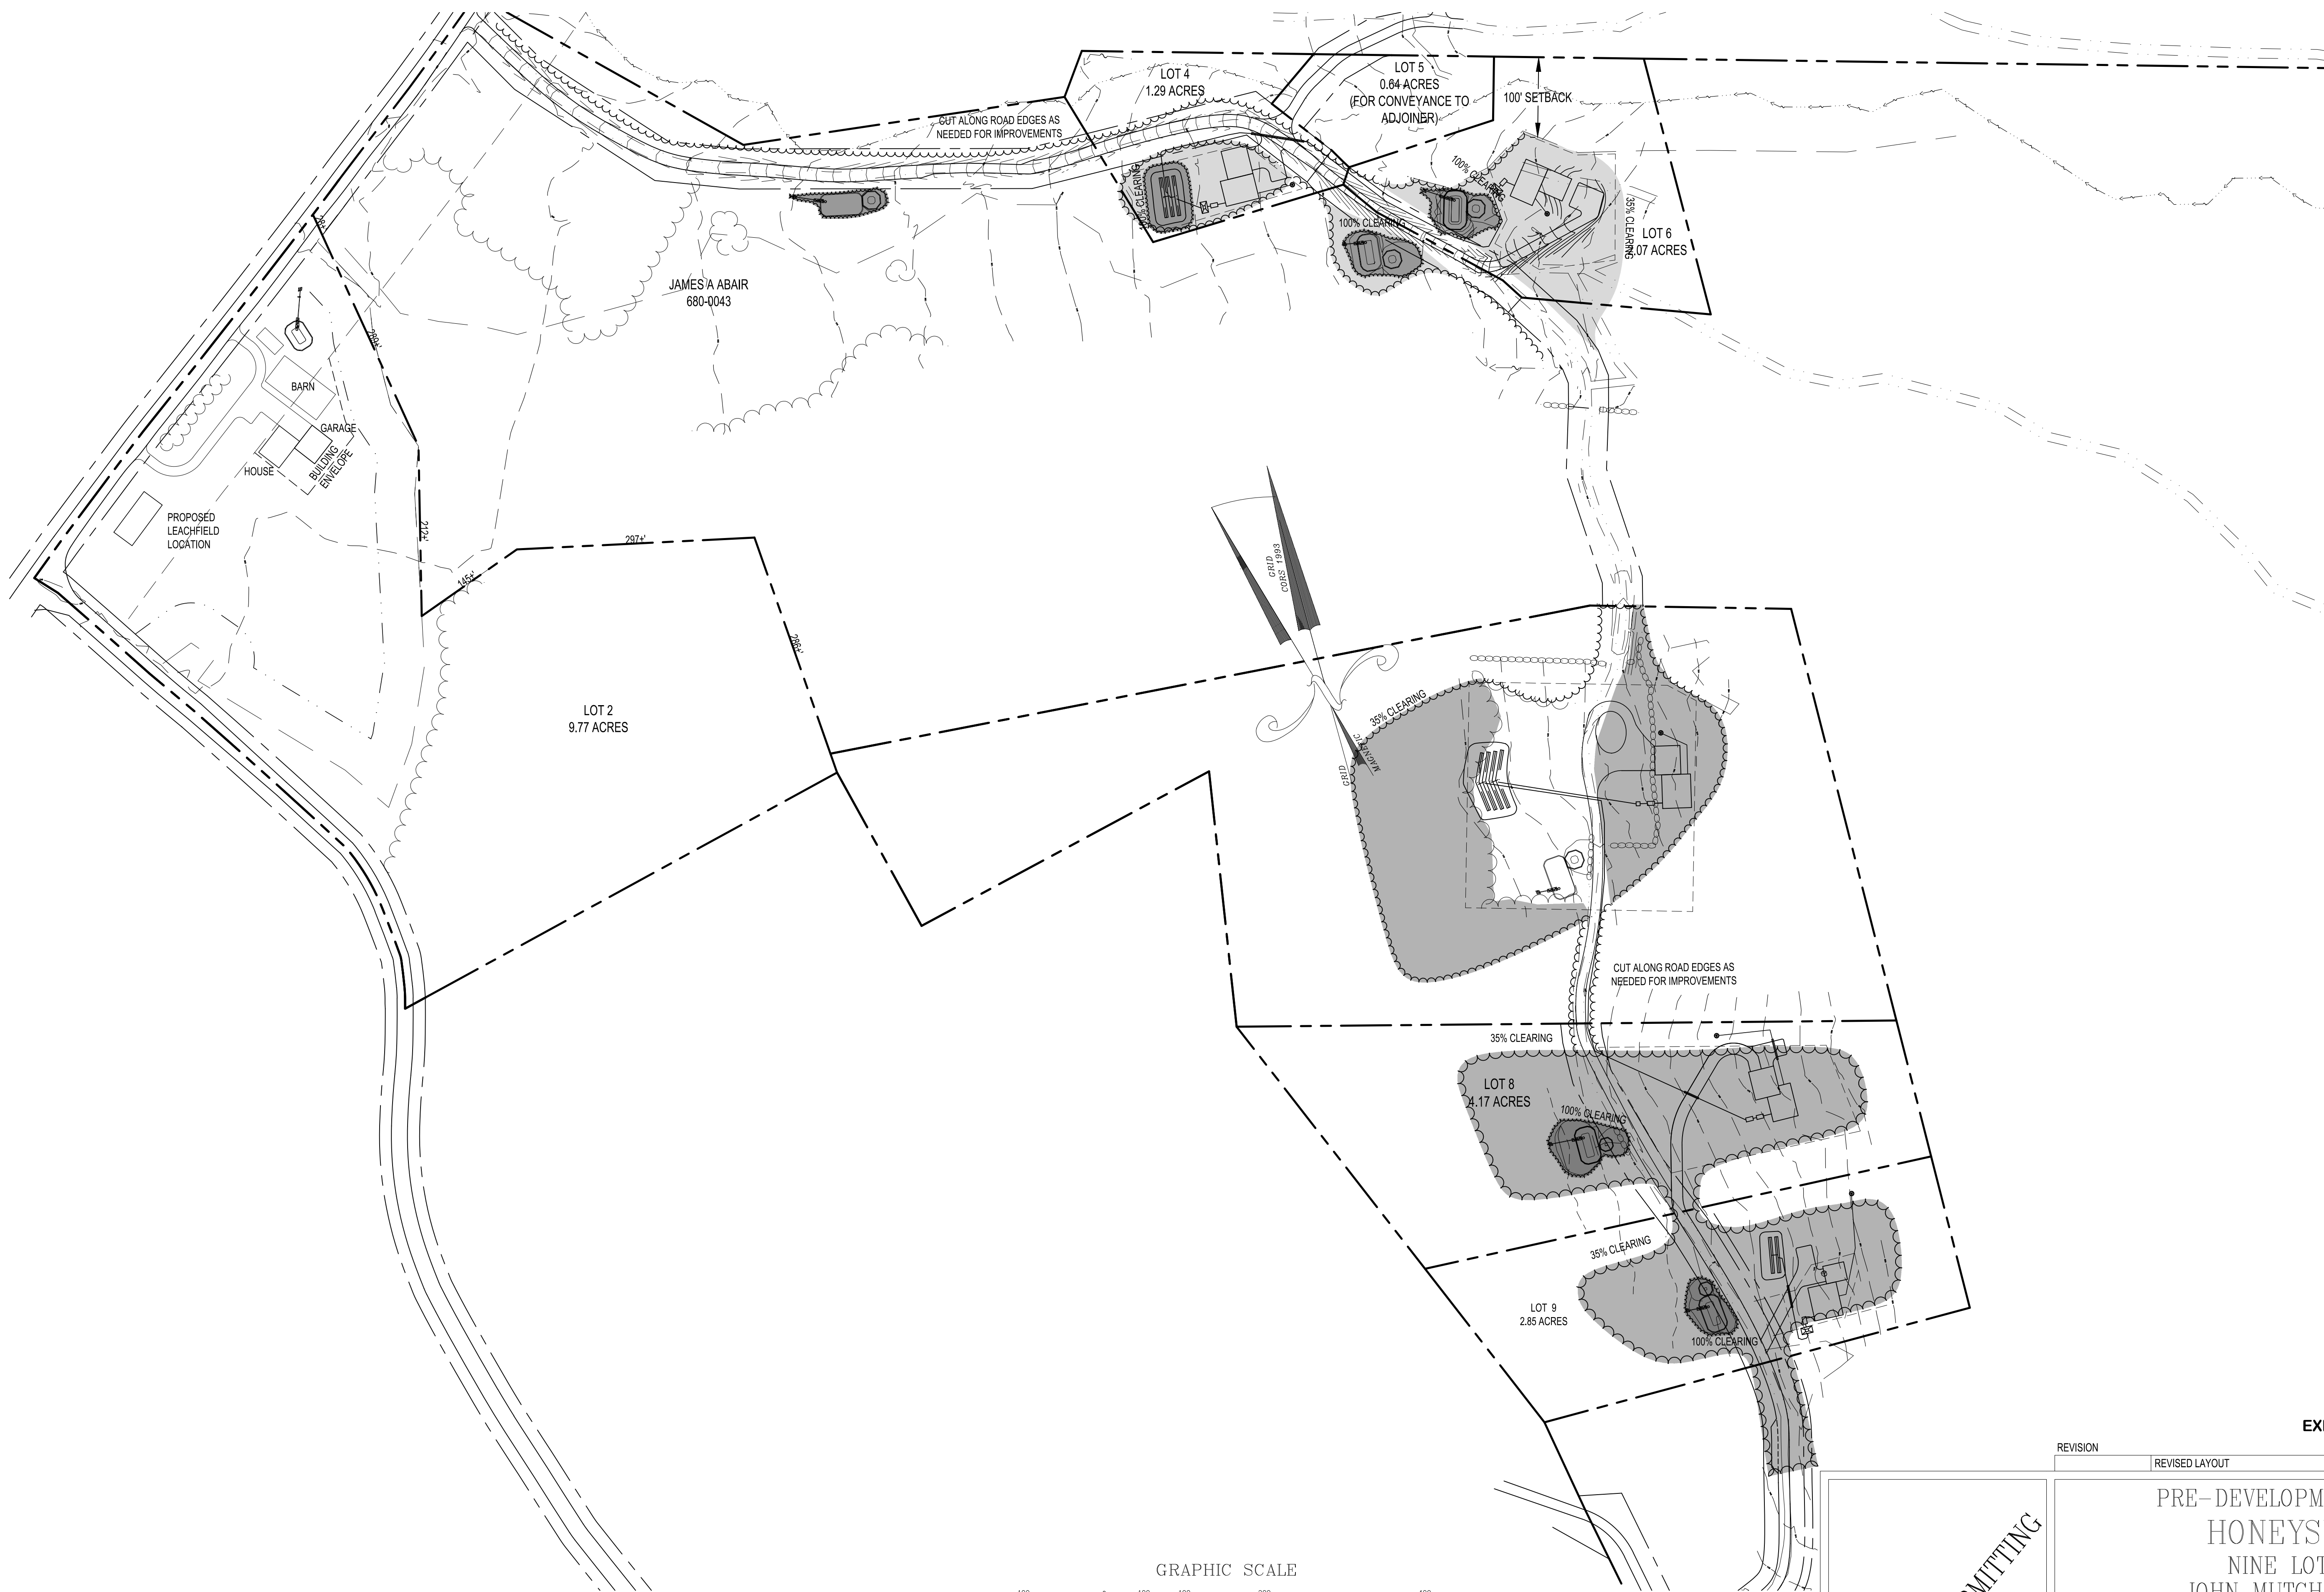 LOT 4
1.29 ACRES
LOT 5
0.64 ACRES
(FOR CONVEYANCE TO
ADJOINER)
100' SETBACK
CUT ALONG ROAD EDGES AS
NEEDED FOR IMPROVEMENTS
100% CLEARING
100% CLEARING
100% CLEARING
35% CLEARING
LOT 6
.07 ACRES
JAMES A ABAIR
680-0043
289±'
BARN
GARAGE
HOUSE
BUILDING
ENVELOPE
PROPOSED
LEACHFIELD
LOCATION
212±'
145±'
297±'
286±'
GRID
CORS 1993
MAGNETIC
GRID
LOT 2
9.77 ACRES
35% CLEARING
CUT ALONG ROAD EDGES AS
NEEDED FOR IMPROVEMENTS
35% CLEARING
LOT 8
4.17 ACRES
100% CLEARING
35% CLEARING
LOT 9
2.85 ACRES
100% CLEARING
REVISION
REVISED LAYOUT
PRE-DEVELOPM
HONEYS
NINE LOT
GRAPHIC SCALE